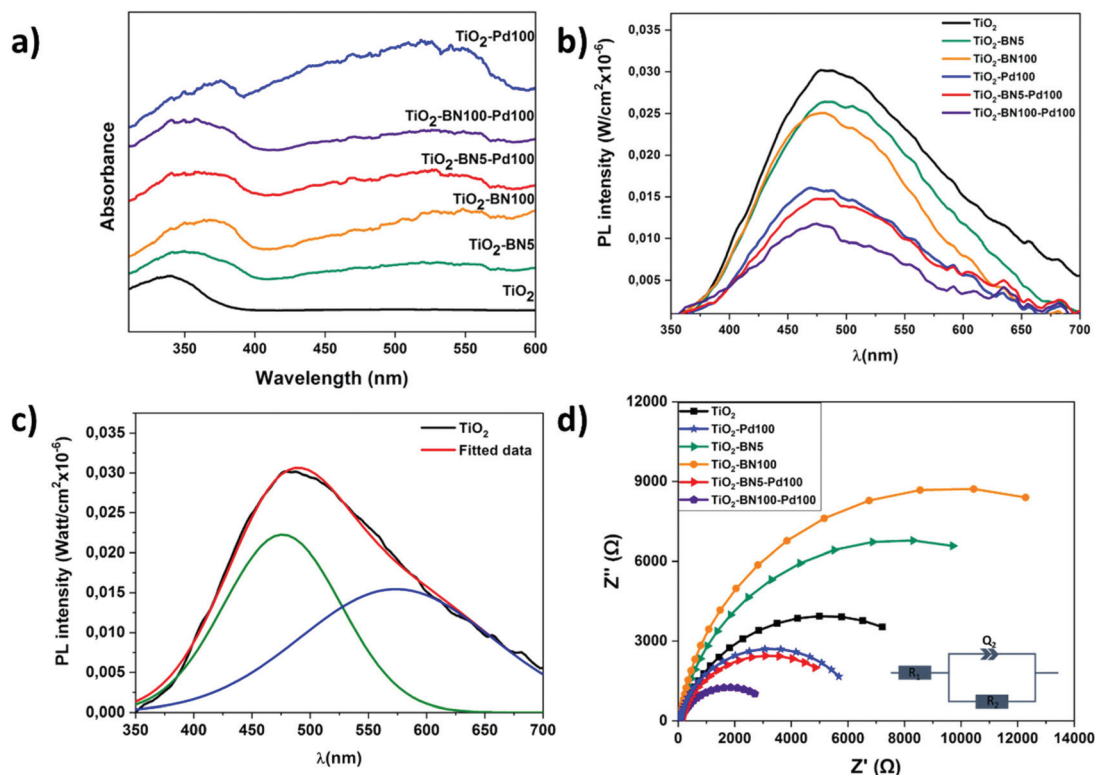 a)
TiO2-Pd100
TiO2-BN100-Pd100
TiO2-BN5-Pd100
TiO2-BN100
TiO2-BN5
TiO2
Absorbance
350 400 450 500 550 600
Wavelength (nm)
b)
TiO2
TiO2-BN5
TiO2-BN100
TiO2-Pd100
TiO2-BN5-Pd100
TiO2-BN100-Pd100
PL intensity (W/cm2x10-6)
0,030
0,025
0,020
0,015
0,010
0,005
350 400 450 500 550 600 650 700
λ(nm)
c)
TiO2
Fitted data
PL intensity (Watt/cm2x10-6)
0,040
0,035
0,030
0,025
0,020
0,015
0,010
0,005
0,000
350 400 450 500 550 600 650 700
λ(nm)
d)
TiO2
TiO2-Pd100
TiO2-BN5
TiO2-BN100
TiO2-BN5-Pd100
TiO2-BN100-Pd100
Z'' (Ω)
12000
9000
6000
3000
0
Q2
R1
R2
0 2000 4000 6000 8000 10000 12000 14000
Z' (Ω)